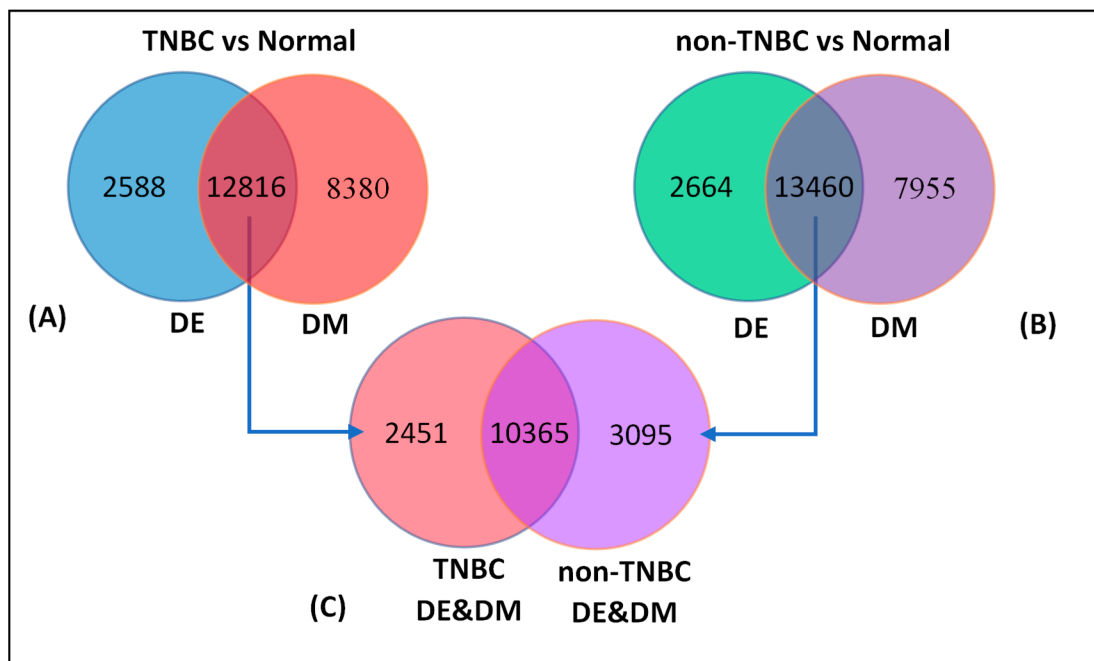 TNBC vs Normal
non-TNBC vs Normal
2588 12816 8380
2664 13460 7955
(A)
DE DM
DE DM
(B)
2451 10365 3095
TNBC
DE&DM
non-TNBC
DE&DM
(C)